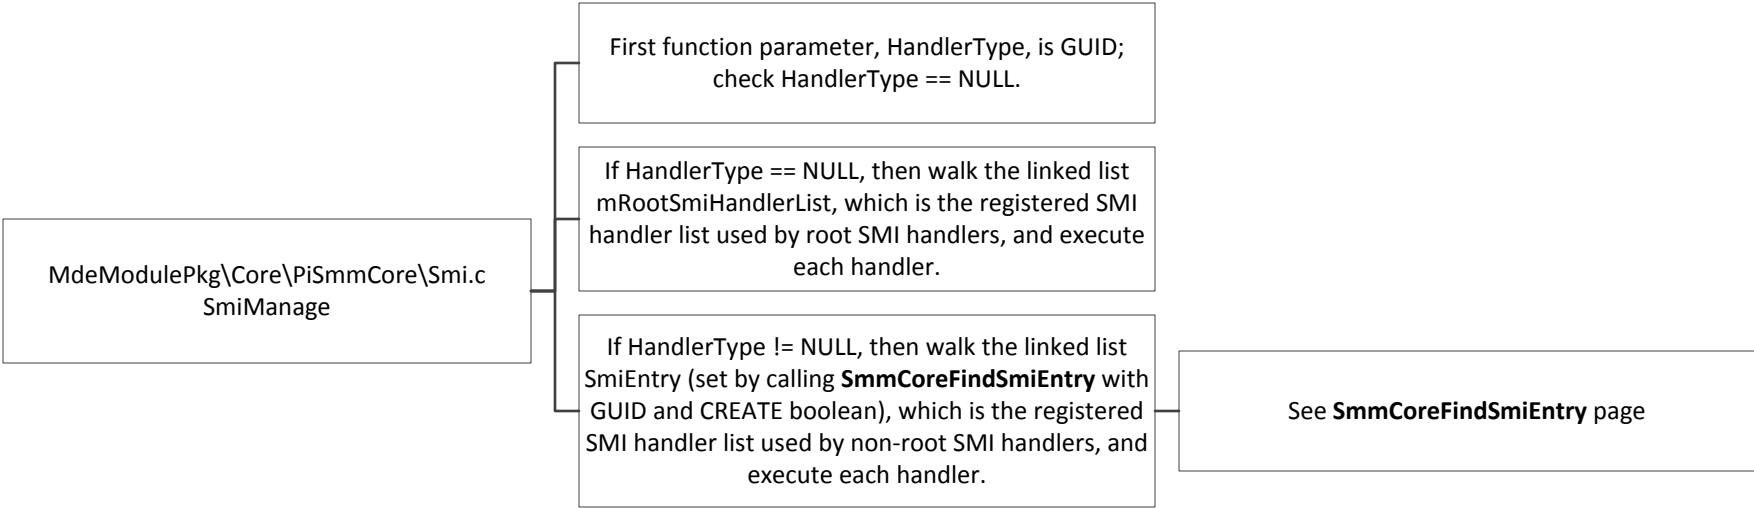 First function parameter, HandlerType, is GUID;
check HandlerType == NULL.
If HandlerType == NULL, then walk the linked list
mRootSmiHandlerList, which is the registered SMI
handler list used by root SMI handlers, and execute
each handler.
MdeModulePkg\Core\PiSmmCore\Smi.c
SmiManage
If HandlerType != NULL, then walk the linked list
SmiEntry (set by calling SmmCoreFindSmiEntry with
GUID and CREATE boolean), which is the registered
SMI handler list used by non-root SMI handlers, and
execute each handler.
See SmmCoreFindSmiEntry page